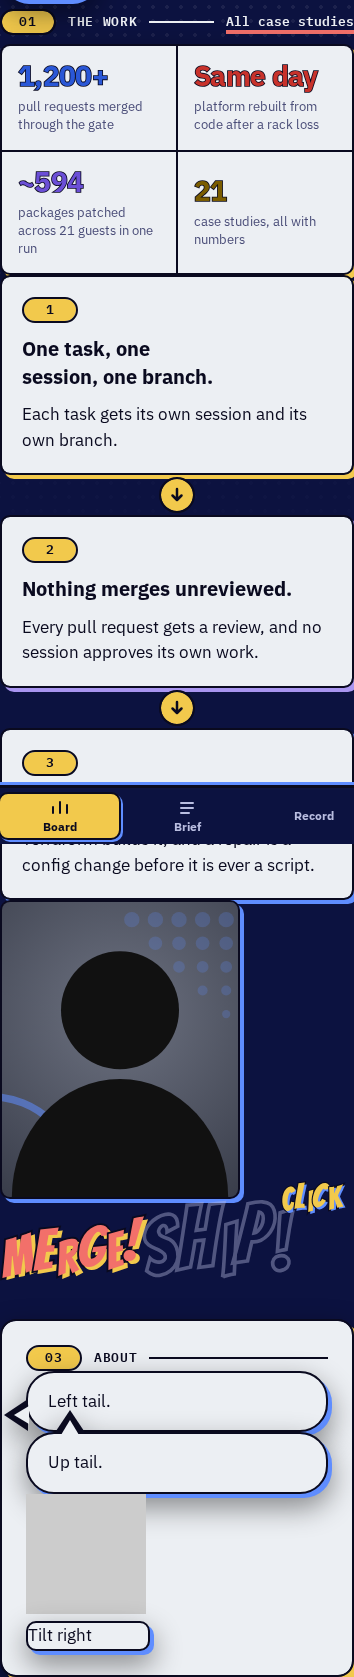 01 THE WORK All case studies
1,200+
pull requests merged
through the gate
Same day
platform rebuilt from
code after a rack loss
~594
packages patched
across 21 guests in one
run
21
case studies, all with
numbers
1
One task, one
session, one branch.
Each task gets its own session and its
own branch.
2
Nothing merges unreviewed.
Every pull request gets a review, and no
session approves its own work.
3
Board
Brief
Record
config change before it is ever a script.
CLICK
MERGE!
SHIP!
03 ABOUT
Left tail.
Up tail.
Tilt right